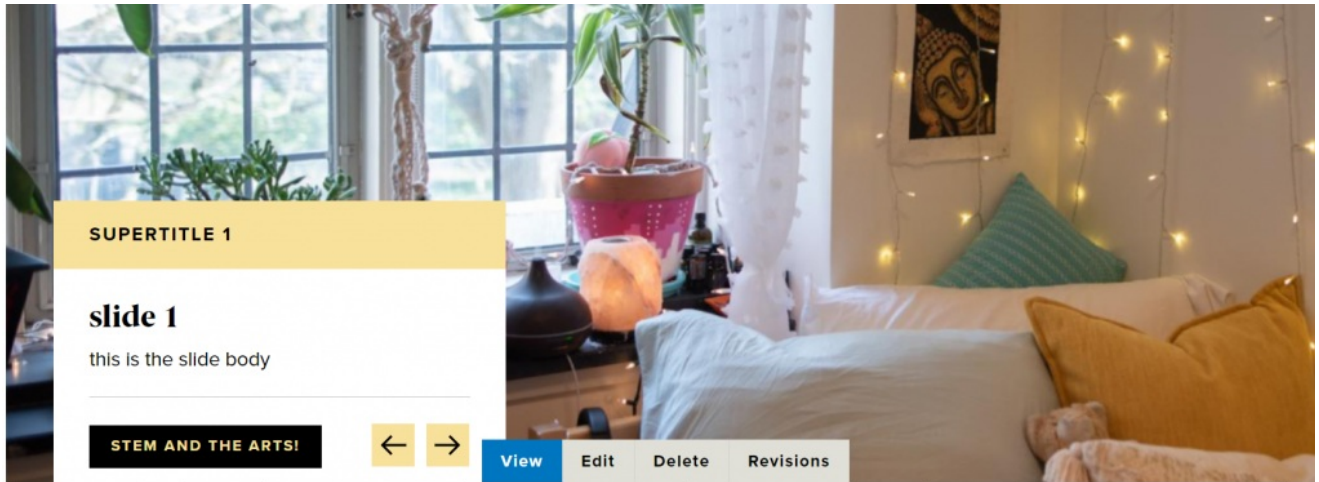 SUPERTITLE 1
slide 1
this is the slide body
STEM AND THE ARTS!
View Edit Delete Revisions